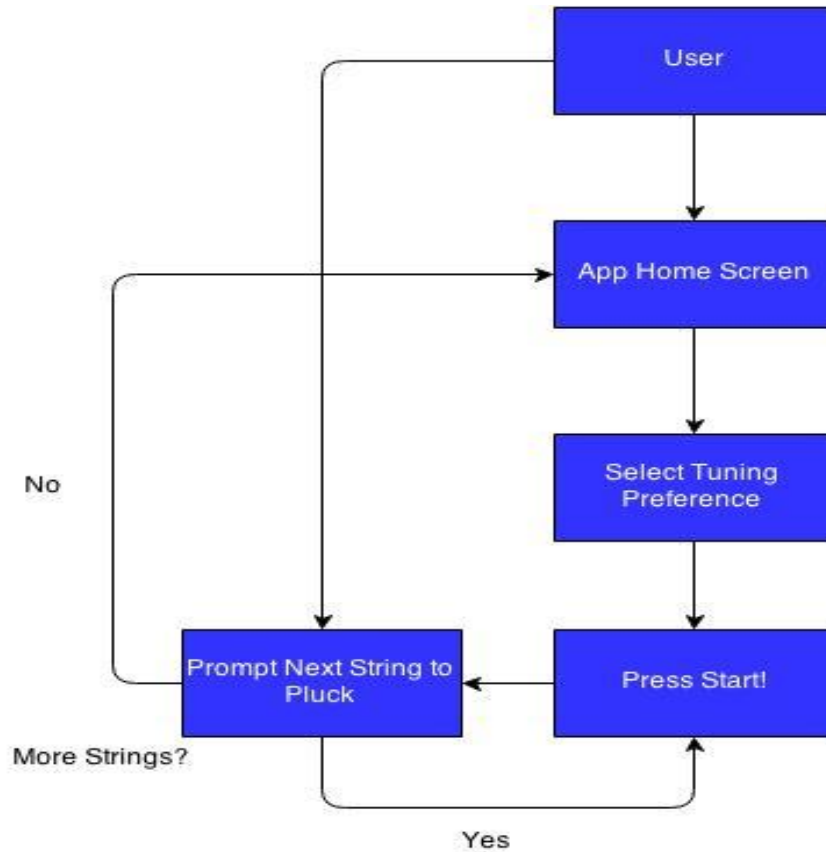 User
App Home Screen
Select Tuning
Preference
No
Prompt Next String to
Pluck
Press Start!
More Strings?
Yes